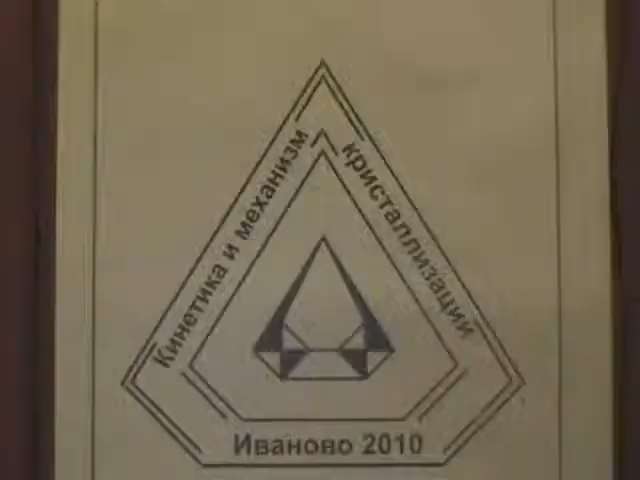 Кинетика и механизм
кристаллизации
Иваново 2010